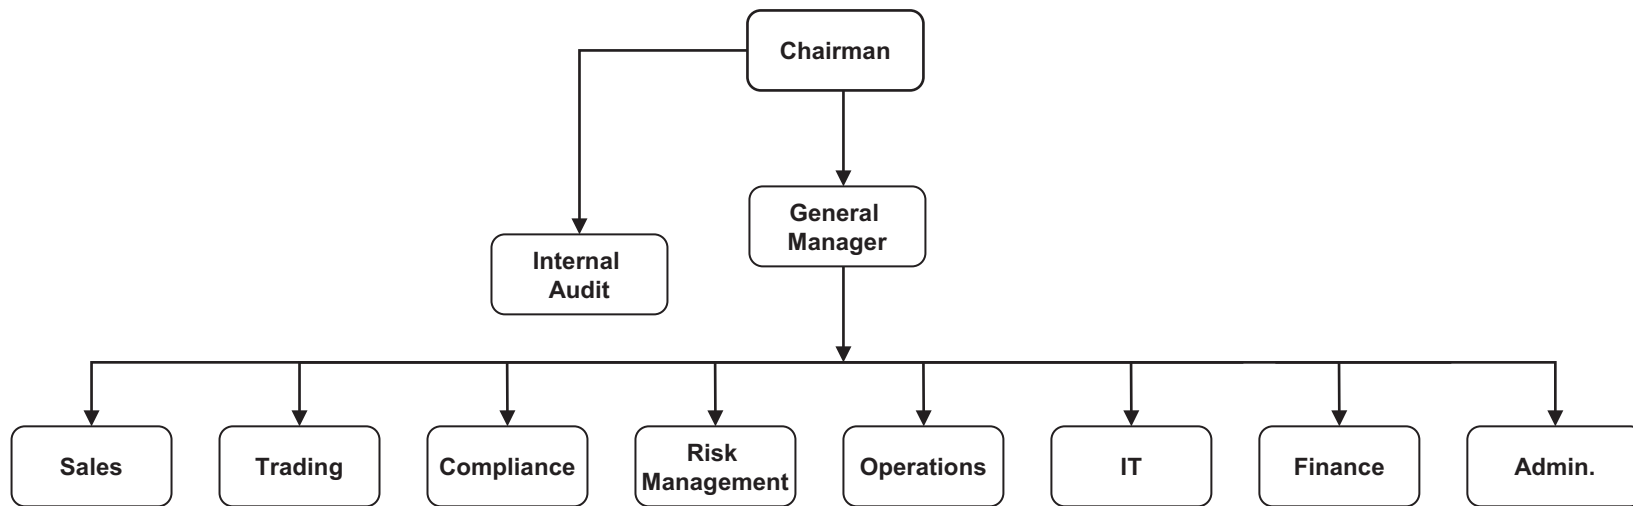 Chairman
General
Manager
Internal
Audit
Sales
Trading
Compliance
Risk
Management
Operations
IT
Finance
Admin.